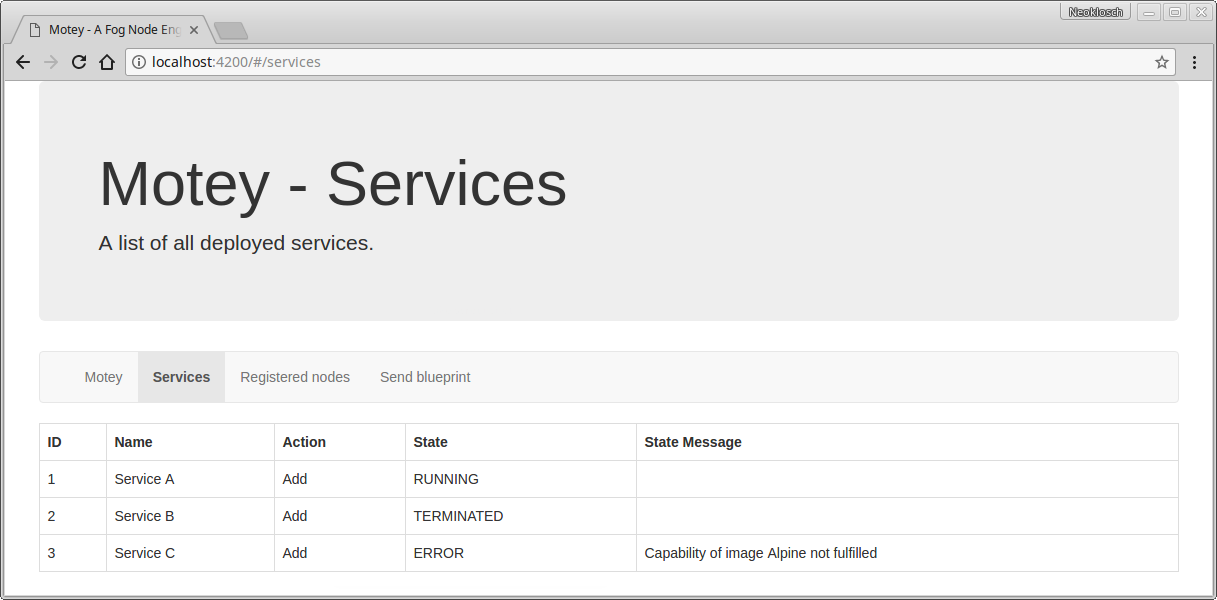 Neoklosch
Motey - A Fog Node Eng
localhost:4200/#/services
Motey - Services
A list of all deployed services.
Motey Services Registered nodes Send blueprint
ID Name Action State State Message
1 Service A Add RUNNING
2 Service B Add TERMINATED
3 Service C Add ERROR Capability of image Alpine not fulfilled